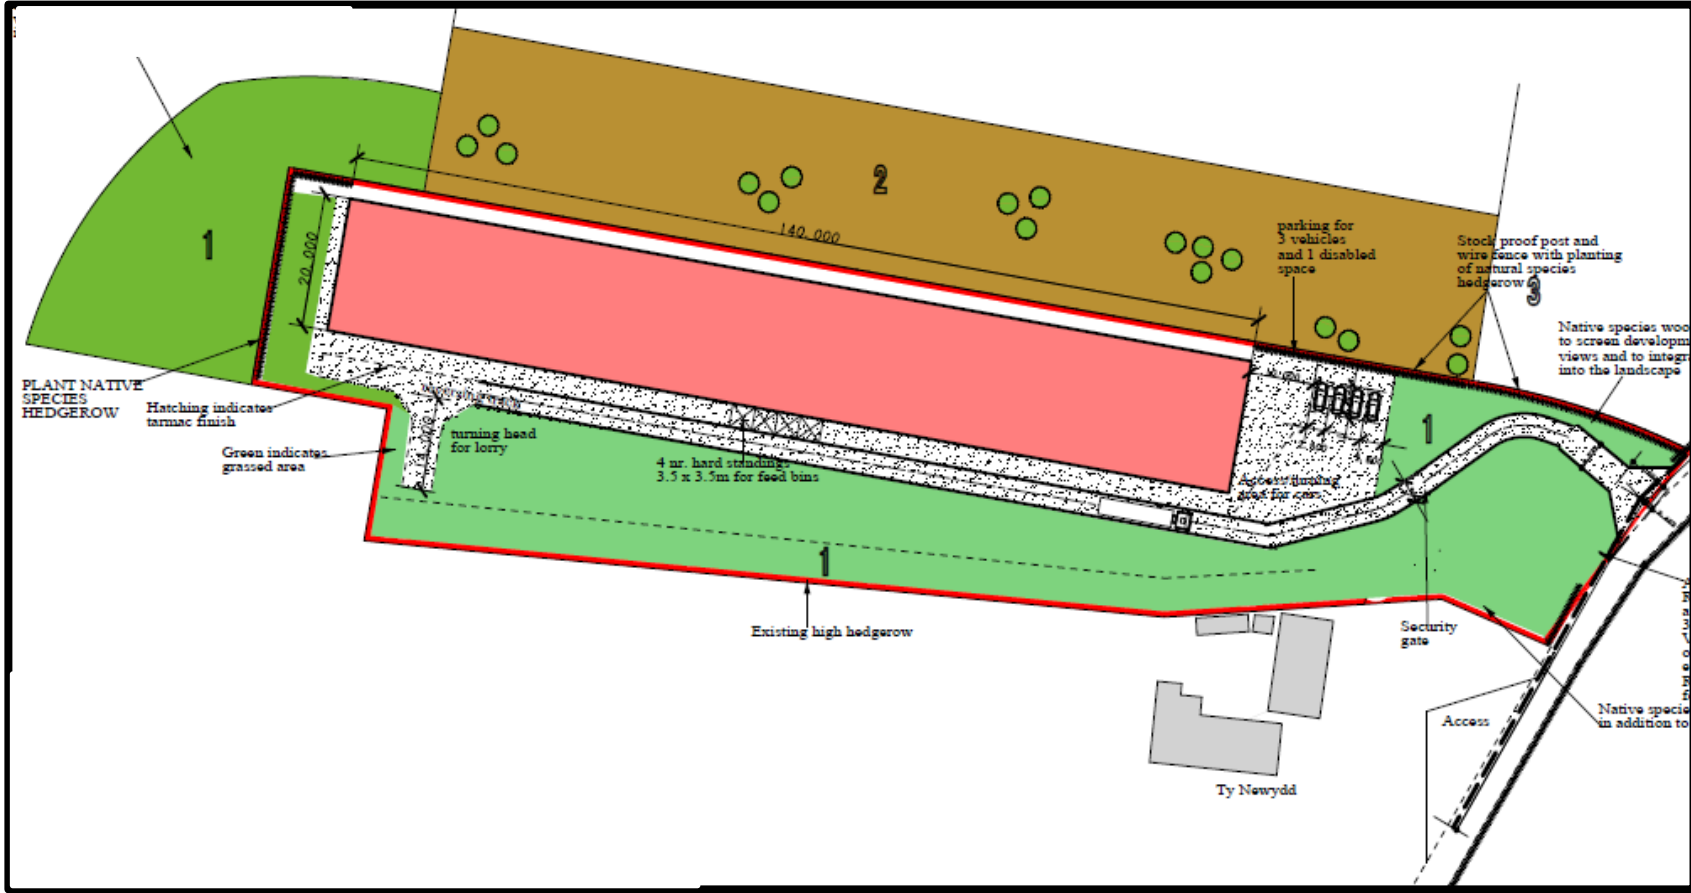 2
1
140.000
20.000
parking for
3 vehicles
and 1 disabled
space
Stock proof post and
wire fence with planting
of natural species
hedgerow
3
Native species
to screen
views and to
into the landscape
PLANT NATIVE
SPECIES
HEDGEROW
Hatching indicates
tarmac finish
Green indicates
grassed area
turning head
for lorry
4 nr. hard standings
3.5 x 3.5m for feed bins
1
Access/turning
area for cars
1
Existing high hedgerow
Security
gate
Access
Native
in addition to
Ty Newydd